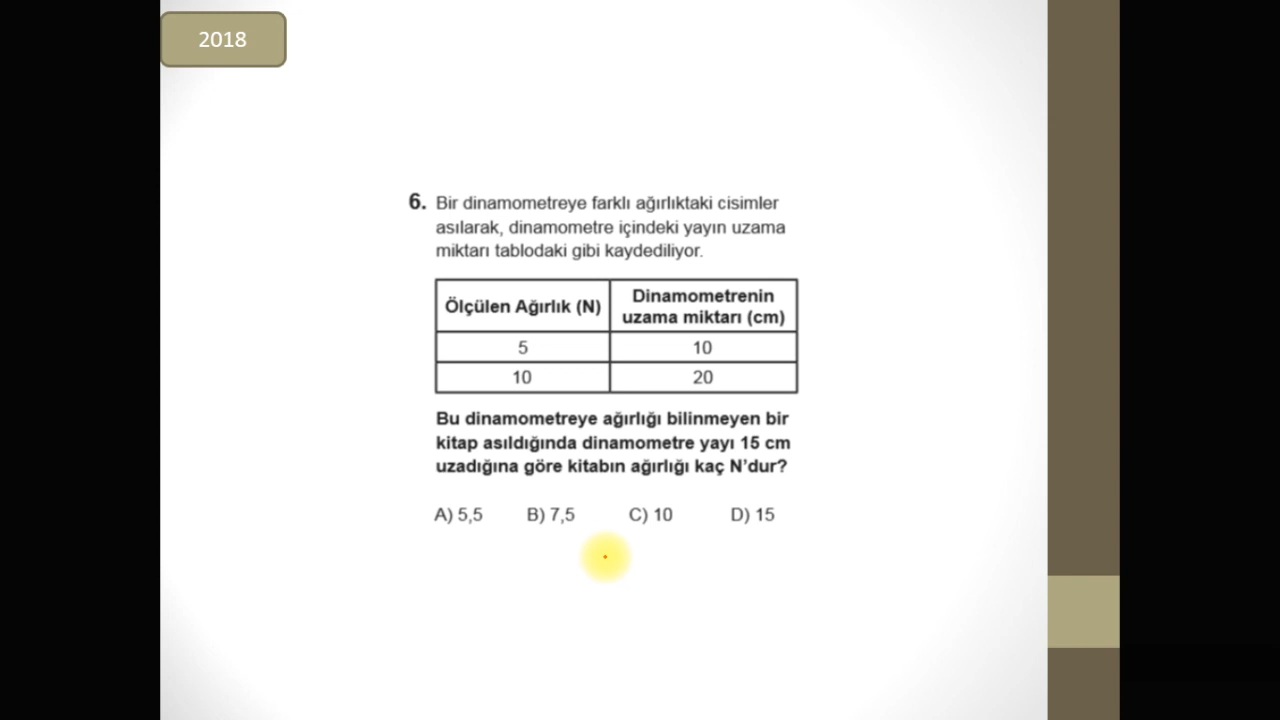 2018
6. Bir dinamometreye farklı ağırlıktaki cisimler
asılarak, dinamometre içindeki yayın uzama
miktarı tablodaki gibi kaydediliyor.
Ölçülen Ağırlık (N) Dinamometrenin
uzama miktarı (cm)
5 10
10 20
Bu dinamometreye ağırlığı bilinmeyen bir
kitap asıldığında dinamometre yayı 15 cm
uzadığına göre kitabın ağırlığı kaç N'dur?
A) 5,5 B) 7,5 C) 10 D) 15